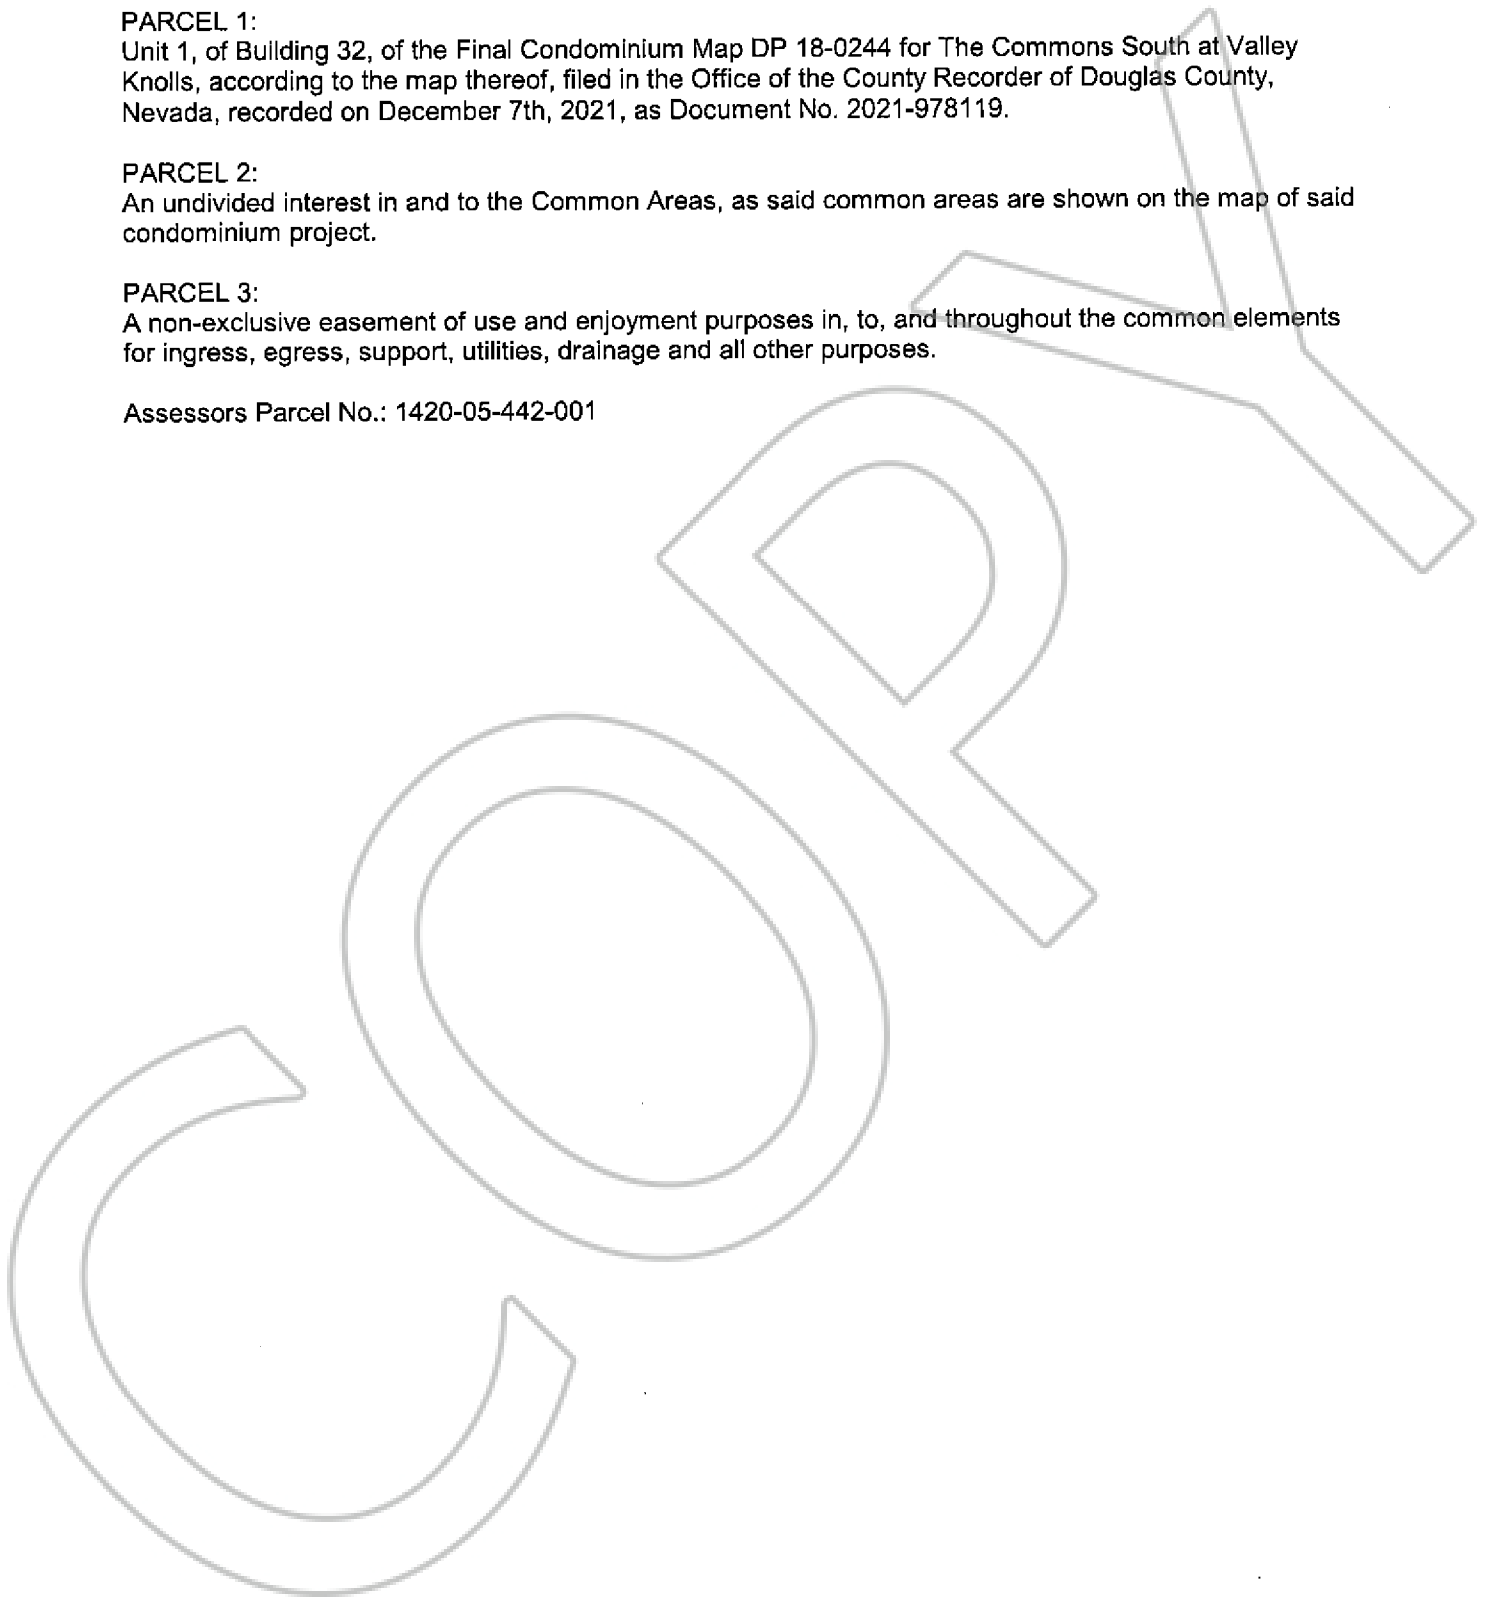 PARCEL 1:
Unit 1, of Building 32, of the Final Condominium Map DP 18-0244 for The Commons South at Valley
Knolls, according to the map thereof, filed in the Office of the County Recorder of Douglas County,
Nevada, recorded on December 7th, 2021, as Document No. 2021-978119.
PARCEL 2:
An undivided interest in and to the Common Areas, as said common areas are shown on the map of said
condominium project.
PARCEL 3:
A non-exclusive easement of use and enjoyment purposes in, to, and throughout the common elements
for ingress, egress, support, utilities, drainage and all other purposes.
Assessors Parcel No.: 1420-05-442-001
COPY